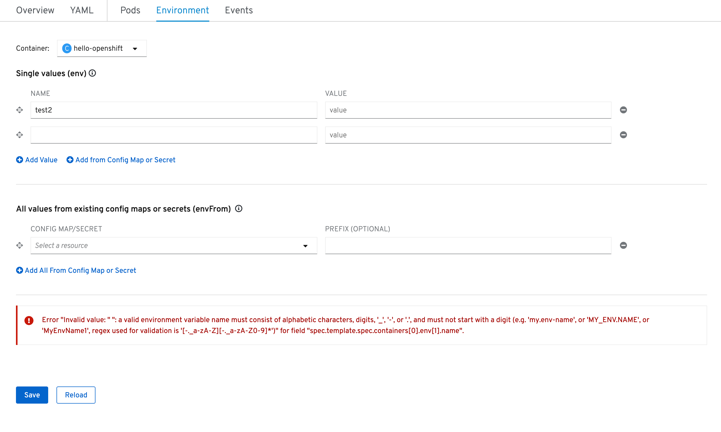 Overview YAML Pods Environment Events
Container: C hello-openshift
Single values (env)
NAME VALUE
test2 value
value
Add Value Add from Config Map or Secret
All values from existing config maps or secrets (envFrom)
CONFIG MAP/SECRET PREFIX (OPTIONAL)
Select a resource
Add All From Config Map or Secret
Error "Invalid value: " ": a valid environment variable name must consist of alphabetic characters, digits, '_', '-', or '.', and must not start with a digit (e.g. 'my.env-name', or 'MY_ENV.NAME', or
'MyEnvName1', regex used for validation is '[-._a-zA-Z][-._a-zA-Z0-9]*')" for field "spec.template.spec.containers[0].env[1].name".
Save Reload